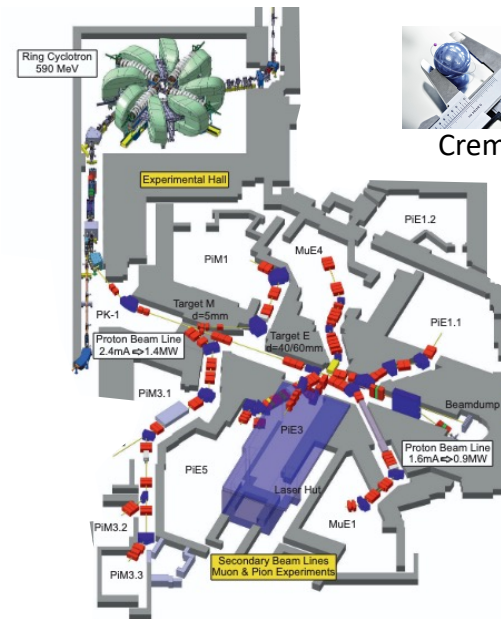 Ring Cyclotron
590 MeV
Crem
Experimental Hall
PiE1.2
MuE4
PiM1
Target M
d=5mm
PK-1
Target E
d=40/60mm
PiE1.1
Proton Beam Line
2.4mA⇨1.4MW
PiM3.1
Beamdump
PiE3
Proton Beam Line
1.6mA⇨0.9MW
PiE5
Laser Hut
MuE1
PiM3.2
PiM3.3
Secondary Beam Lines
Muon & Pion Experiments